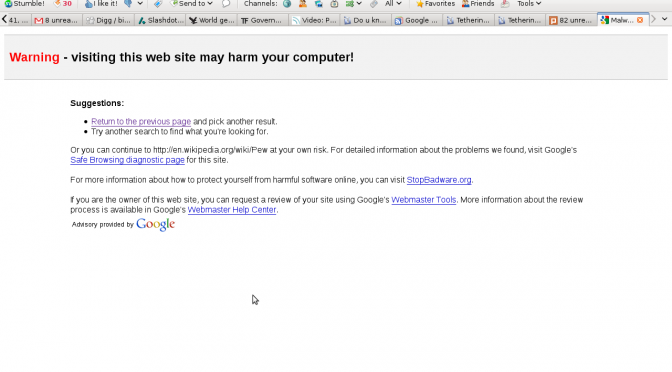 Stumble! 30 I like it! Send to Channels: All Favorites Friends Tools
41, 8 unrea... Digg / bi... Slashdot... World ge... Govern... Video: P... Do u kn... Google ... Tetherin... Tetherin... 82 unre... Malw...
Warning - visiting this web site may harm your computer!
Suggestions:
• Return to the previous page and pick another result.
• Try another search to find what you're looking for.
Or you can continue to http://en.wikipedia.org/wiki/Pew at your own risk. For detailed information about the problems we found, visit Google's
Safe Browsing diagnostic page for this site.
For more information about how to protect yourself from harmful software online, you can visit StopBadware.org.
If you are the owner of this web site, you can request a review of your site using Google's Webmaster Tools. More information about the review
process is available in Google's Webmaster Help Center.
Advisory provided by Google